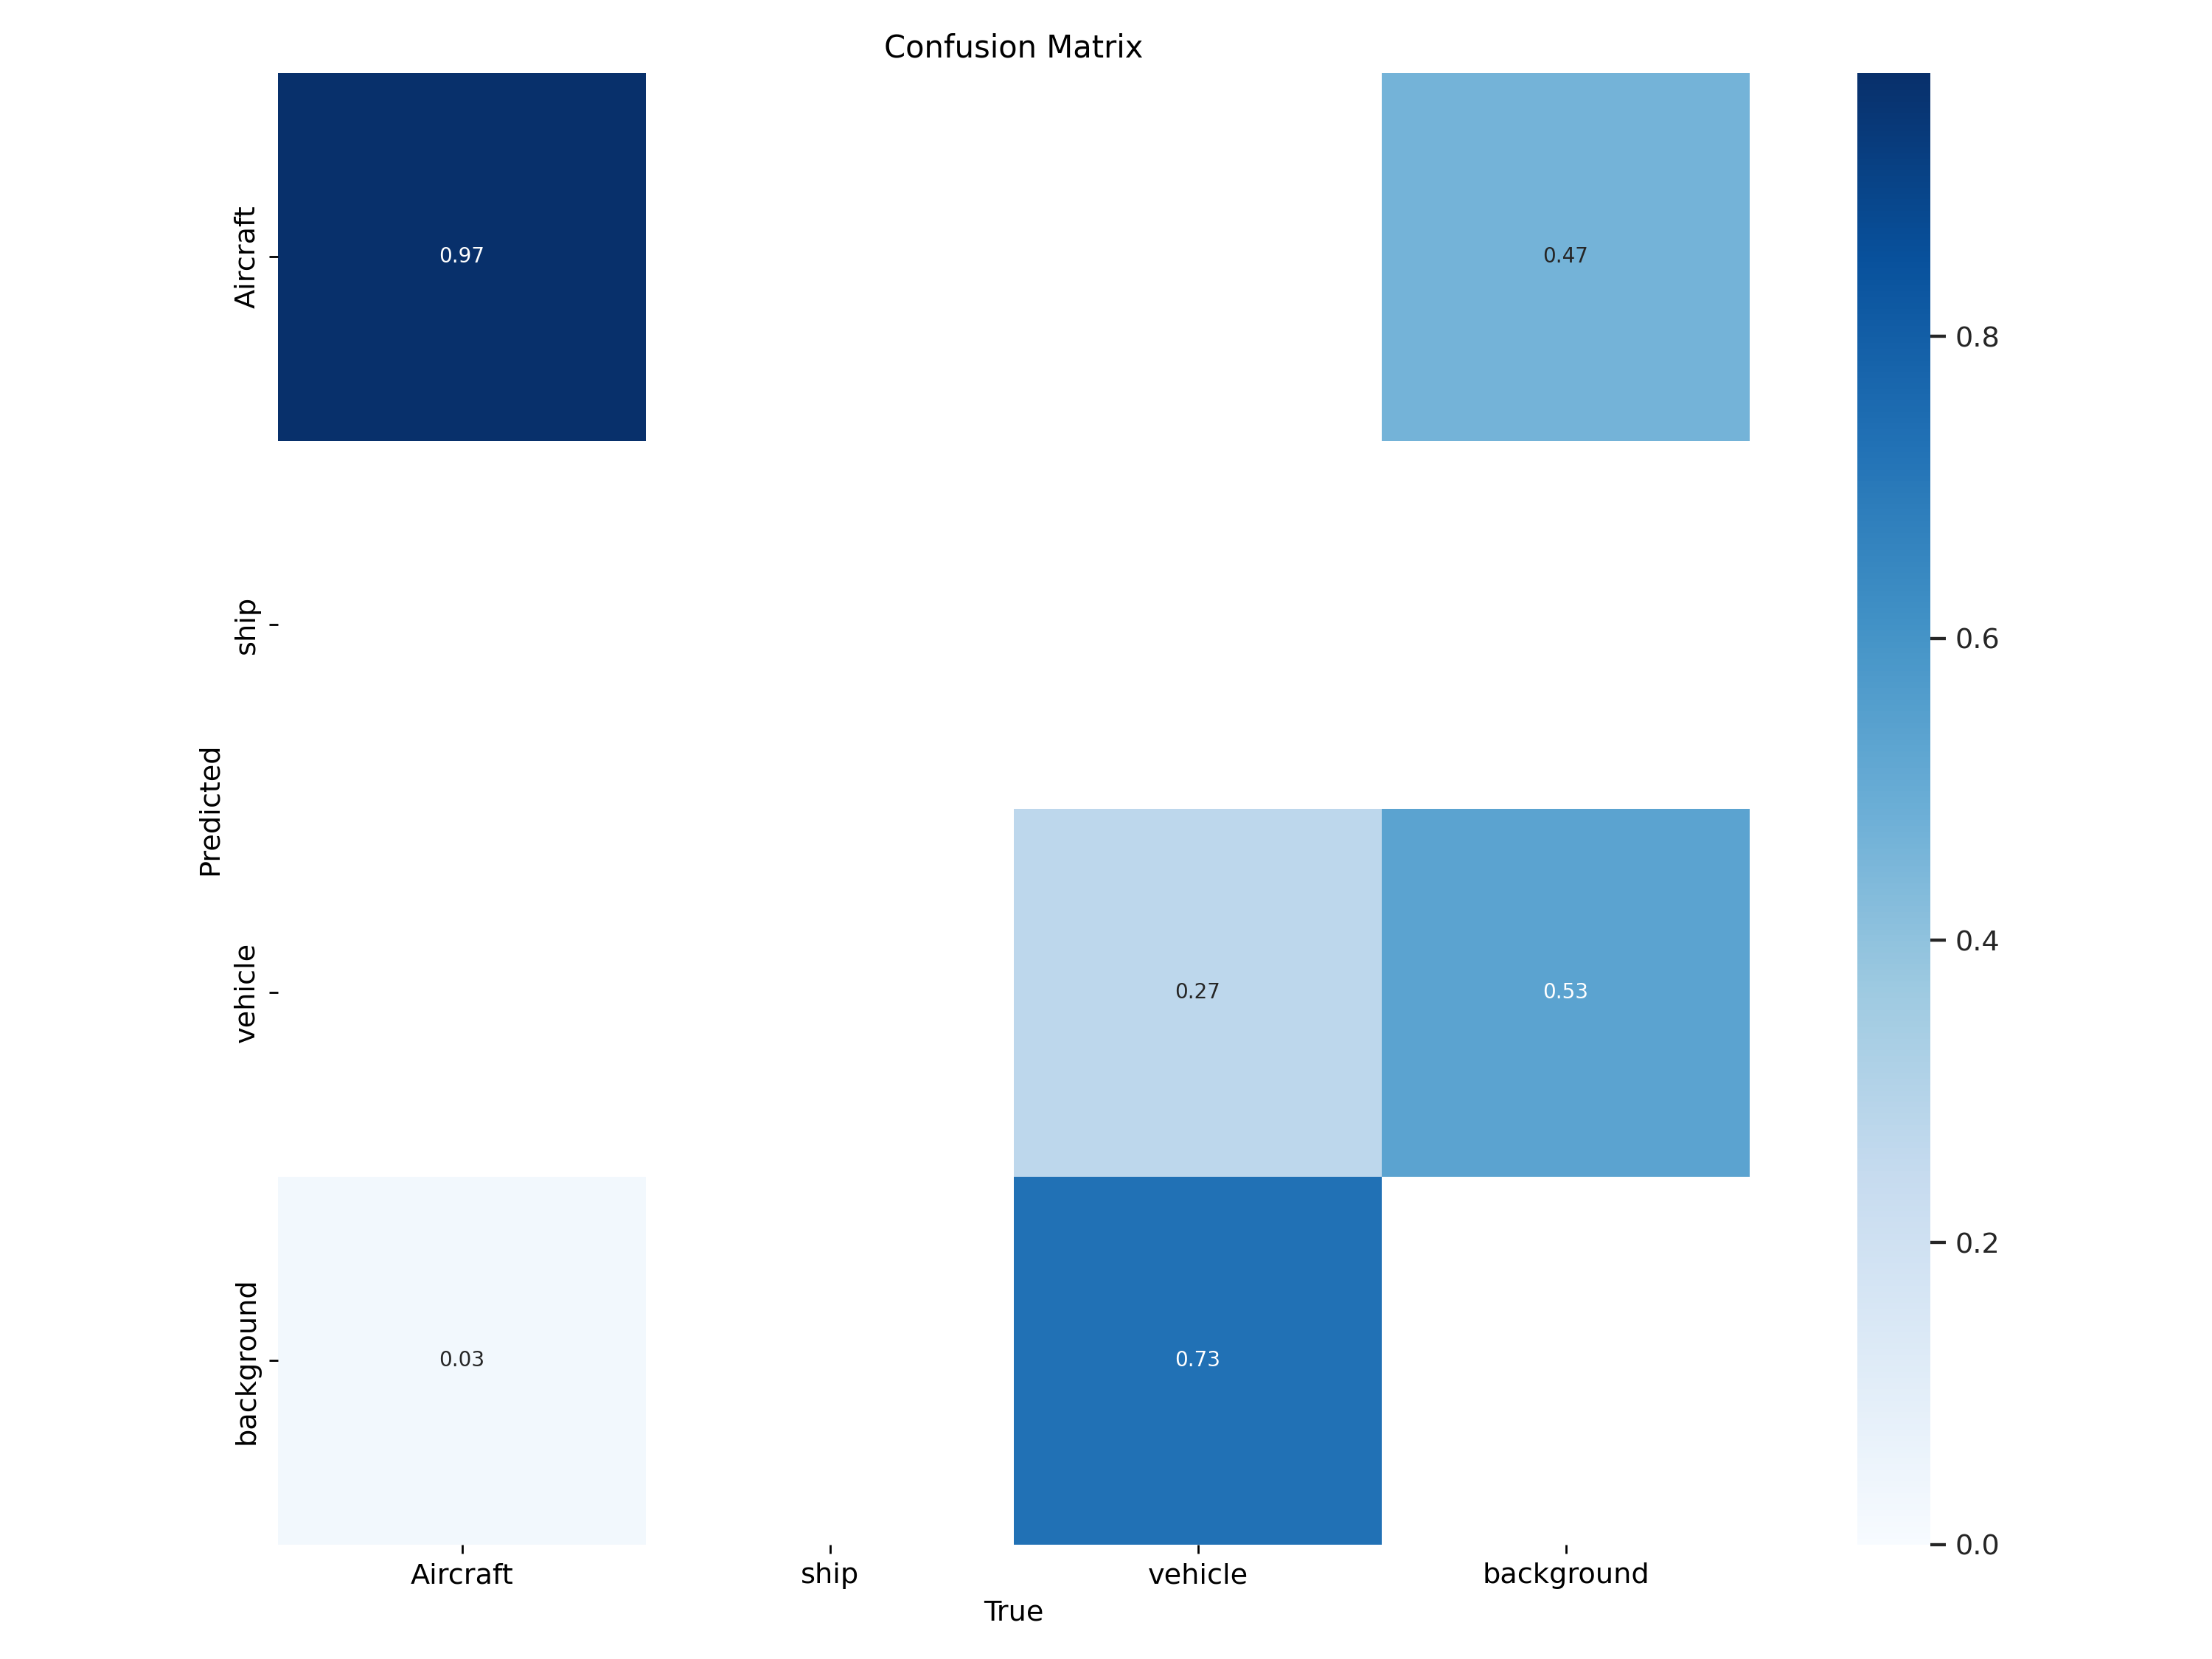 Confusion Matrix
Aircraft
0.97
0.47
0.8
ship
0.6
Predicted
vehicle
0.27
0.53
0.4
background
0.03
0.73
0.2
0.0
Aircraft ship vehicle background
True